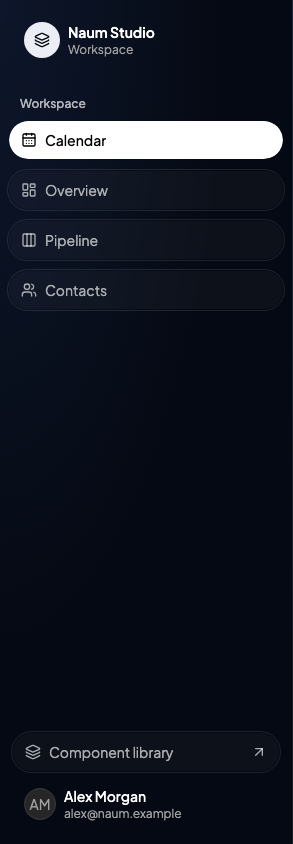 Naum Studio
Workspace
Workspace
Calendar
Overview
Pipeline
Contacts
Component library
AM
Alex Morgan
alex@naum.example